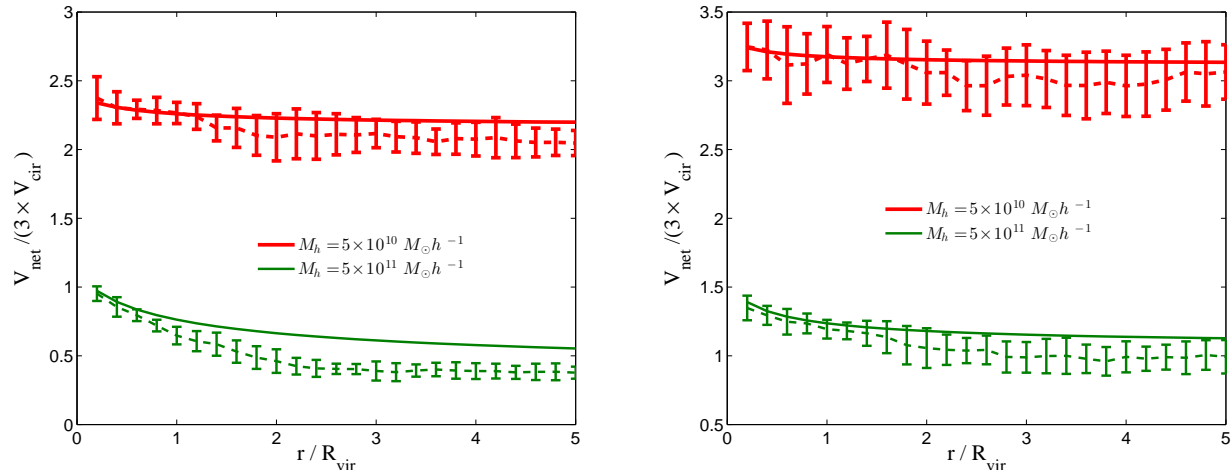 3
2.5
2
1.5
1
0.5
0
V_net /(3 × V_cir)
M_h = 5×10^10 M_⊙h^−1
M_h = 5×10^11 M_⊙h^−1
0 1 2 3 4 5
r / R_vir
3.5
3
2.5
2
1.5
1
0.5
V_net /(3 × V_cir)
M_h = 5×10^10 M_⊙h^−1
M_h = 5×10^11 M_⊙h^−1
0 1 2 3 4 5
r / R_vir